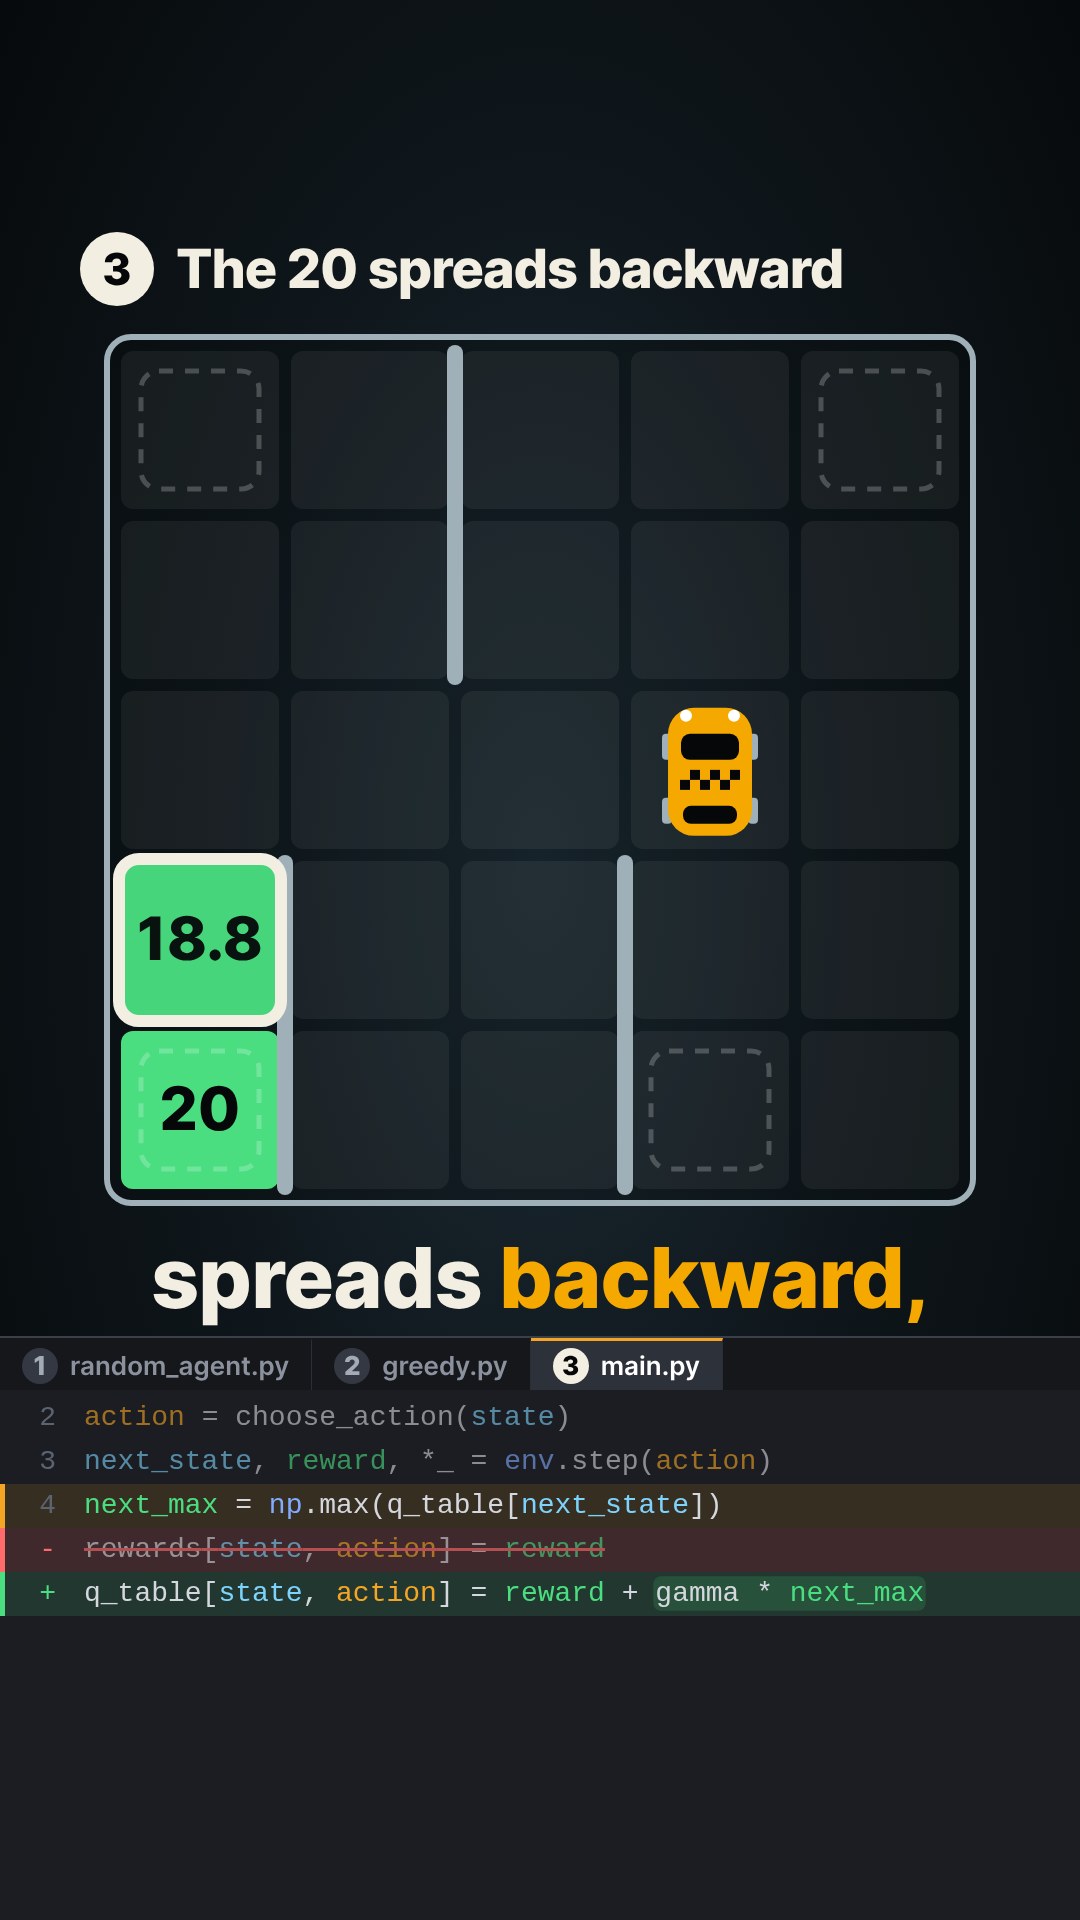 3 The 20 spreads backward
18.8
20
spreads backward,
1 random_agent.py 2 greedy.py 3 main.py
2 action = choose_action(state)
3 next_state, reward, *_ = env.step(action)
4 next_max = np.max(q_table[next_state])
- rewards[state, action] = reward
+ q_table[state, action] = reward + gamma * next_max